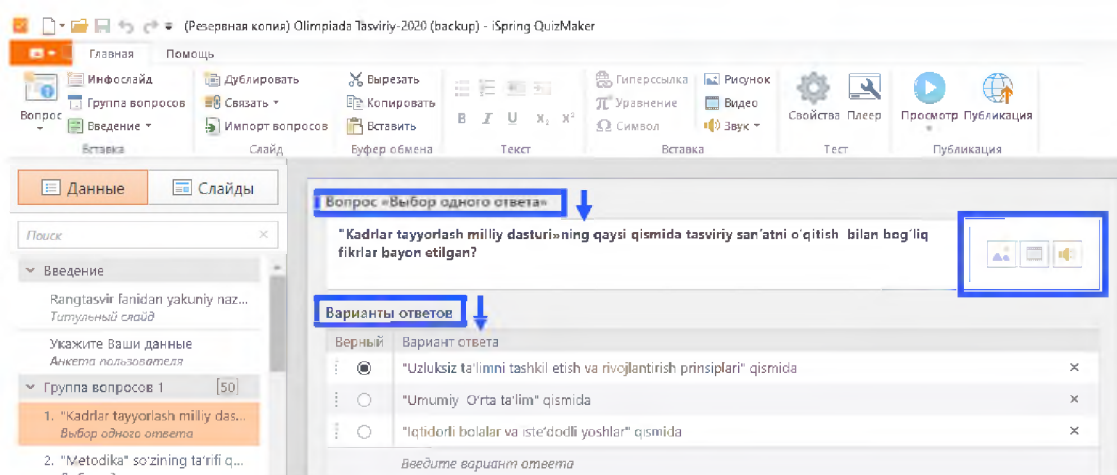 (Резервная копия) Olimpiada Tasviriy-2020 (backup) - iSpring QuizMaker
Главная Помощь
Инфослайд Дублировать Вырезать Гиперссылка Рисунок
Вопрос Группа вопросов Связать Копировать Уравнение Видео Свойства Плеер Просмотр Публикация
Введение Импорт вопросов Вставить B I U X₂ X² Символ Звук
Вставка Слайд Буфер обмена Текст Вставка Тест Публикация
Данные Слайды
Вопрос «Выбор одного ответа»
Поиск
"Kadrlar tayyorlash milliy dasturi»ning qaysi qismida tasviriy san'atni o'qitish bilan bog'liq
fikrlar bayon etilgan?
Введение
Rangtasvir fanidan yakuniy naz...
Титульный слайд
Варианты ответов
Укажите Ваши данные
Анкета пользователя
Верный Вариант ответа
"Uzluksiz ta'limni tashkil etish va rivojlantirish prinsiplari" qismida
Группа вопросов 1 50
"Umumiy O'rta ta'lim" qismida
1. "Kadrlar tayyorlash milliy das...
Выбор одного ответа
"Iqtidorli bolalar va iste'dodli yoshlar" qismida
2. "Metodika" so'zining ta'rifi q...
Введите вариант ответа